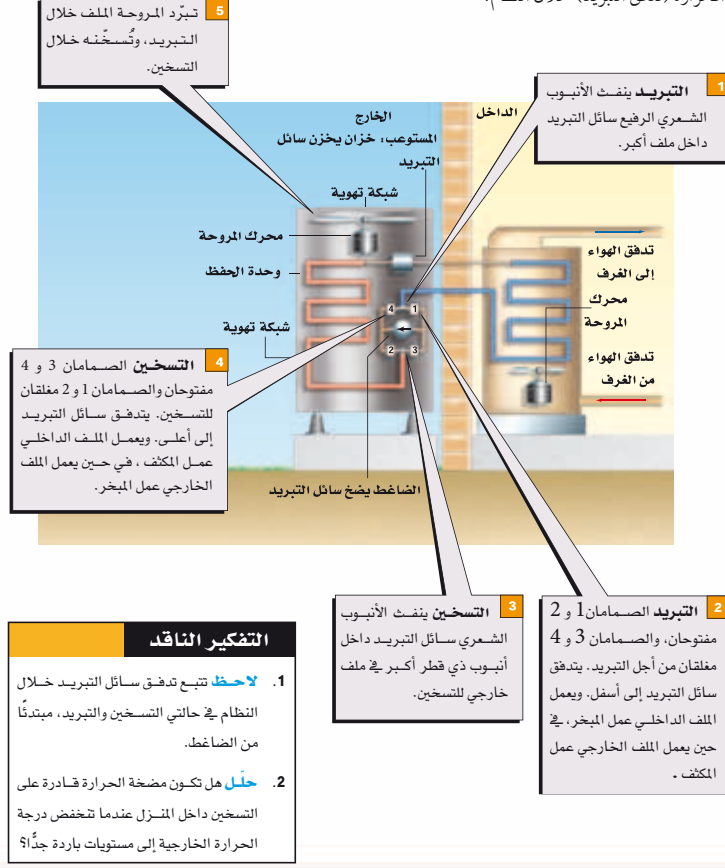 5 تبرّد المروحة الملف خلال
التبريد، وتُسخّنه خلال
التسخين.
1 التبريد ينفث الأنبوب
الشعري الرفيع سائل التبريد
داخل ملف أكبر.
الداخل
الخارج
المستوعب: خزان يخزن سائل
التبريد
شبكة تهوية
محرك المروحة
وحدة الحفظ
شبكة تهوية
تدفق الهواء
إلى الغرف
محرك
المروحة
تدفق الهواء
من الغرف
4 1
2 3
الضاغط يضخ سائل التبريد
4 التسخين الصمامان 3 و 4
مفتوحان والصمامان 1 و 2 مغلقان
للتسخين. يتدفق سائل التبريد
إلى أعلى. ويعمل الملف الداخلي
عمل المكثف ، في حين يعمل الملف
الخارجي عمل المبخر.
3 التسخين ينفث الأنبوب
الشعري سائل التبريد داخل
أنبوب ذي قطر أكبر في ملف
خارجي للتسخين.
2 التبريد الصمامان 1 و 2
مفتوحان، والصمامان 3 و 4
مغلقان من أجل التبريد. يتدفق
سائل التبريد إلى أسفل. ويعمل
الملف الداخلي عمل المبخر، في
حين يعمل الملف الخارجي عمل
المكثف .
التفكير الناقد
1. لاحظ تتبع تدفق سائل التبريد خلال
النظام في حالتي التسخين والتبريد، مبتدئًا
من الضاغط.
2. حلّل هل تكون مضخة الحرارة قادرة على
التسخين داخل المنزل عندما تنخفض درجة
الحرارة الخارجية إلى مستويات باردة جدًّا؟